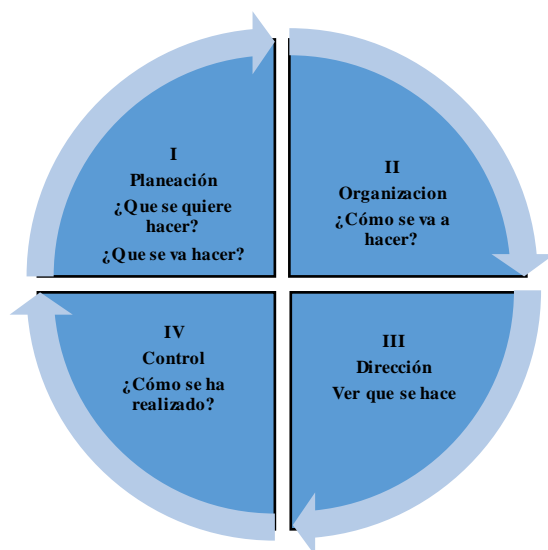 I
Planeación
¿Que se quiere
hacer?
¿Que se va hacer?
II
Organizacion
¿Cómo se va a
hacer?
III
Dirección
Ver que se hace
IV
Control
¿Cómo se ha
realizado?